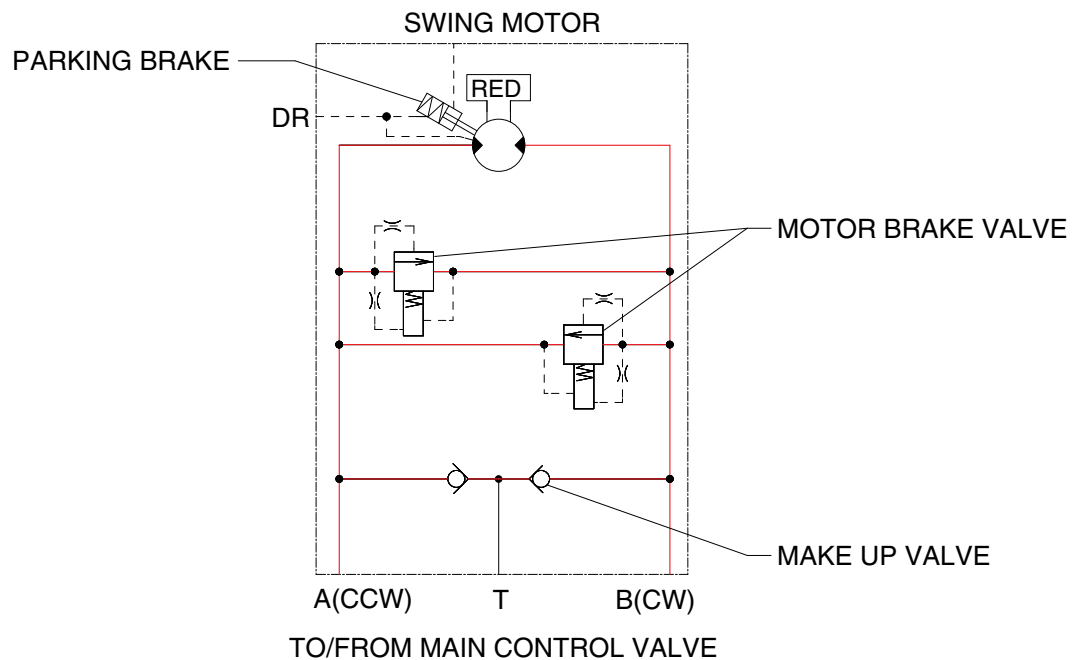 SWING MOTOR
PARKING BRAKE
RED
DR
MOTOR BRAKE VALVE
MAKE UP VALVE
A(CCW) T B(CW)
TO/FROM MAIN CONTROL VALVE